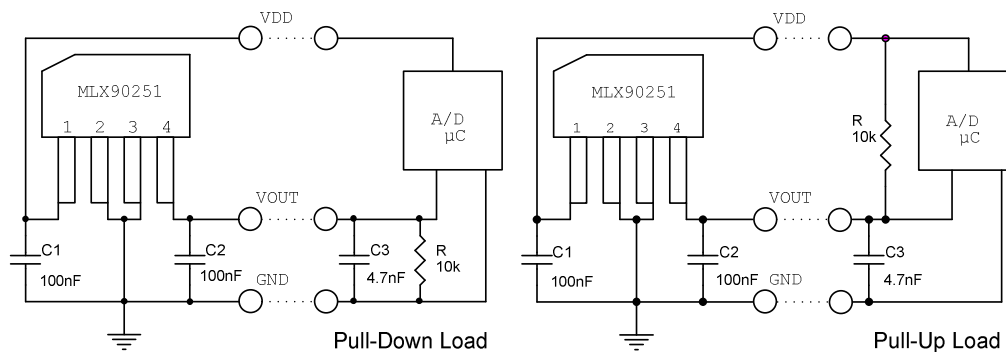 VDD
MLX90251
1 2 3 4
A/D
µC
VOUT
C1
100nF
C2
100nF
C3
4.7nF
R
10k
GND
Pull-Down Load
VDD
MLX90251
1 2 3 4
R
10k
A/D
µC
VOUT
C1
100nF
C2
100nF
C3
4.7nF
GND
Pull-Up Load